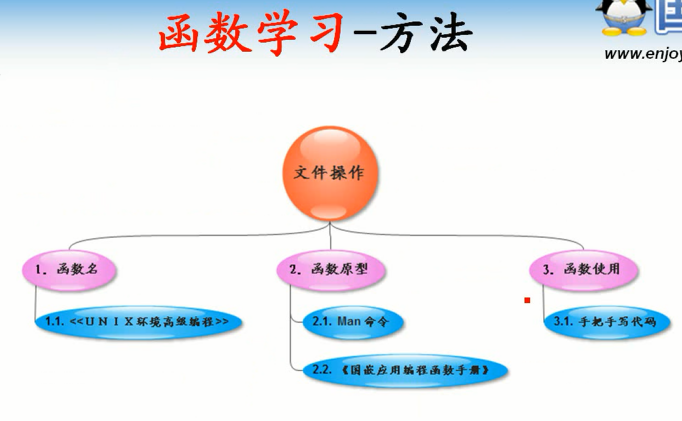 函数学习-方法
www.enjoy
文件操作
1. 函数名
2. 函数原型
3. 函数使用
1.1. <<UNIX环境高级编程>>
2.1. Man 命令
3.1. 手把手写代码
2.2. 《国嵌应用编程函数手册》